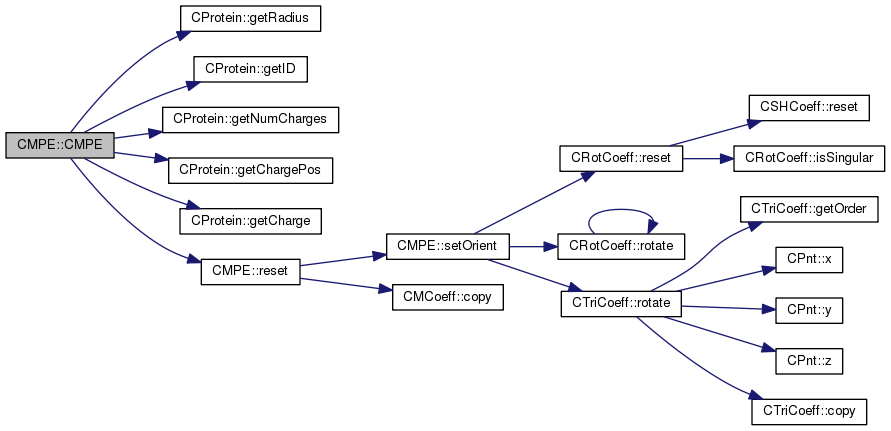 CMPE::CMPE
CProtein::getRadius
CProtein::getID
CProtein::getNumCharges
CProtein::getChargePos
CProtein::getCharge
CMPE::reset
CMPE::setOrient
CMCoeff::copy
CRotCoeff::reset
CRotCoeff::rotate
CTriCoeff::rotate
CSHCoeff::reset
CRotCoeff::isSingular
CTriCoeff::getOrder
CPnt::x
CPnt::y
CPnt::z
CTriCoeff::copy